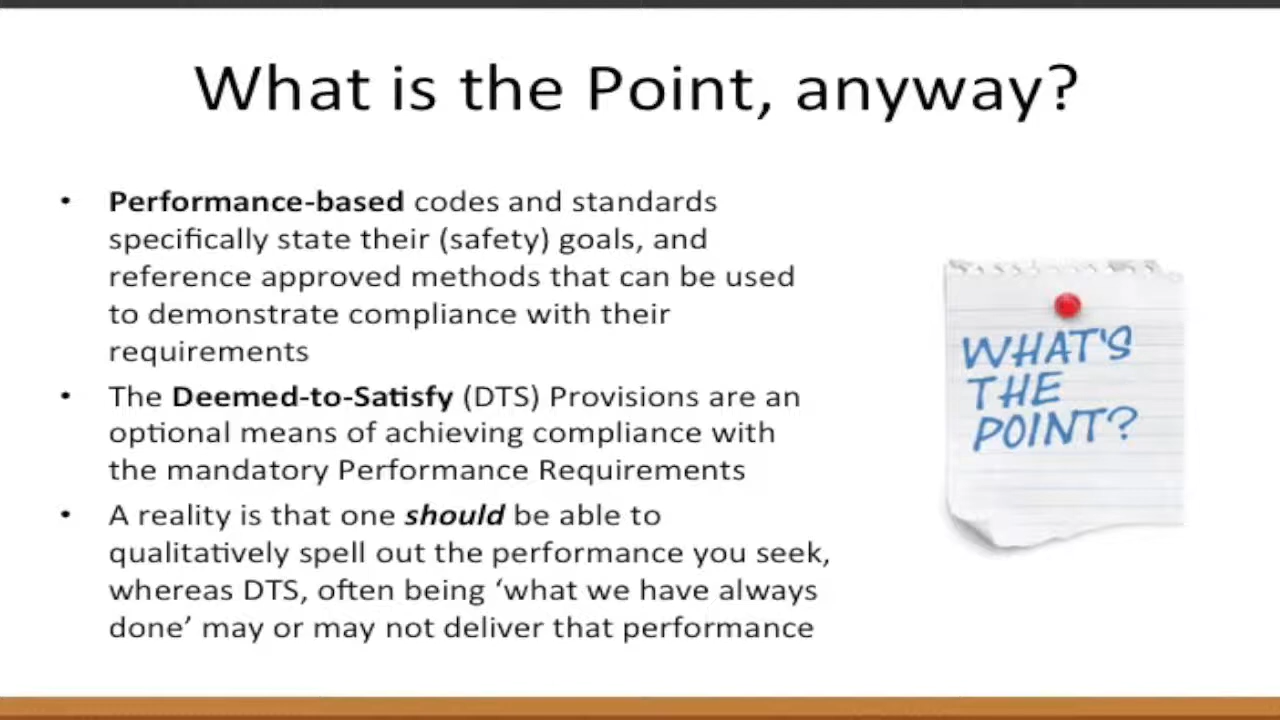 What is the Point, anyway?
• Performance-based codes and standards
specifically state their (safety) goals, and
reference approved methods that can be used
to demonstrate compliance with their
requirements
• The Deemed-to-Satisfy (DTS) Provisions are an
optional means of achieving compliance with
the mandatory Performance Requirements
• A reality is that one should be able to
qualitatively spell out the performance you seek,
whereas DTS, often being ‘what we have always
done’ may or may not deliver that performance
WHAT'S
THE
POINT?